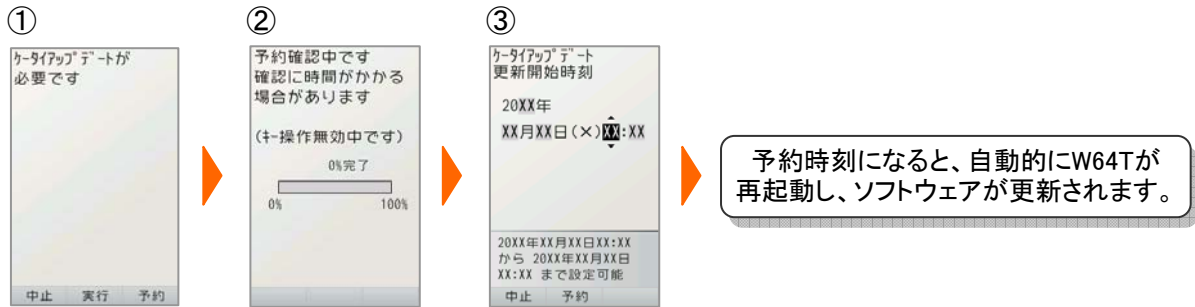 ①
ｹｰﾀｲｱｯﾌﾟﾃﾞｰﾄが
必要です
中止 実行 予約
②
予約確認中です
確認に時間がかかる
場合があります
(ｷｰ操作無効中です)
0%完了
0% 100%
③
ｹｰﾀｲｱｯﾌﾟﾃﾞｰﾄ
更新開始時刻
20XX年
XX月XX日(×)XX:XX
20XX年XX月XX日XX:XX
から 20XX年XX月XX日
XX:XX まで設定可能
中止 予約
予約時刻になると、自動的にW64Tが
再起動し、ソフトウェアが更新されます。